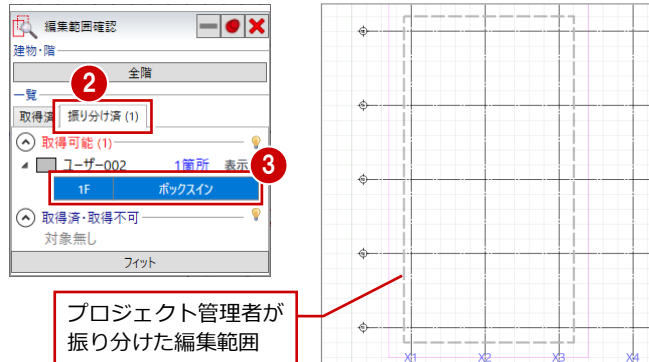 編集範囲確認
建物・階
全階
2
一覧
取得済
振り分け済 (1)
取得可能 (1)
ユーザー002 1箇所 表示
3
1F ボックスイン
取得済・取得不可
対象無し
フィット
プロジェクト管理者が
振り分けた編集範囲
X1 X2 X3 X4